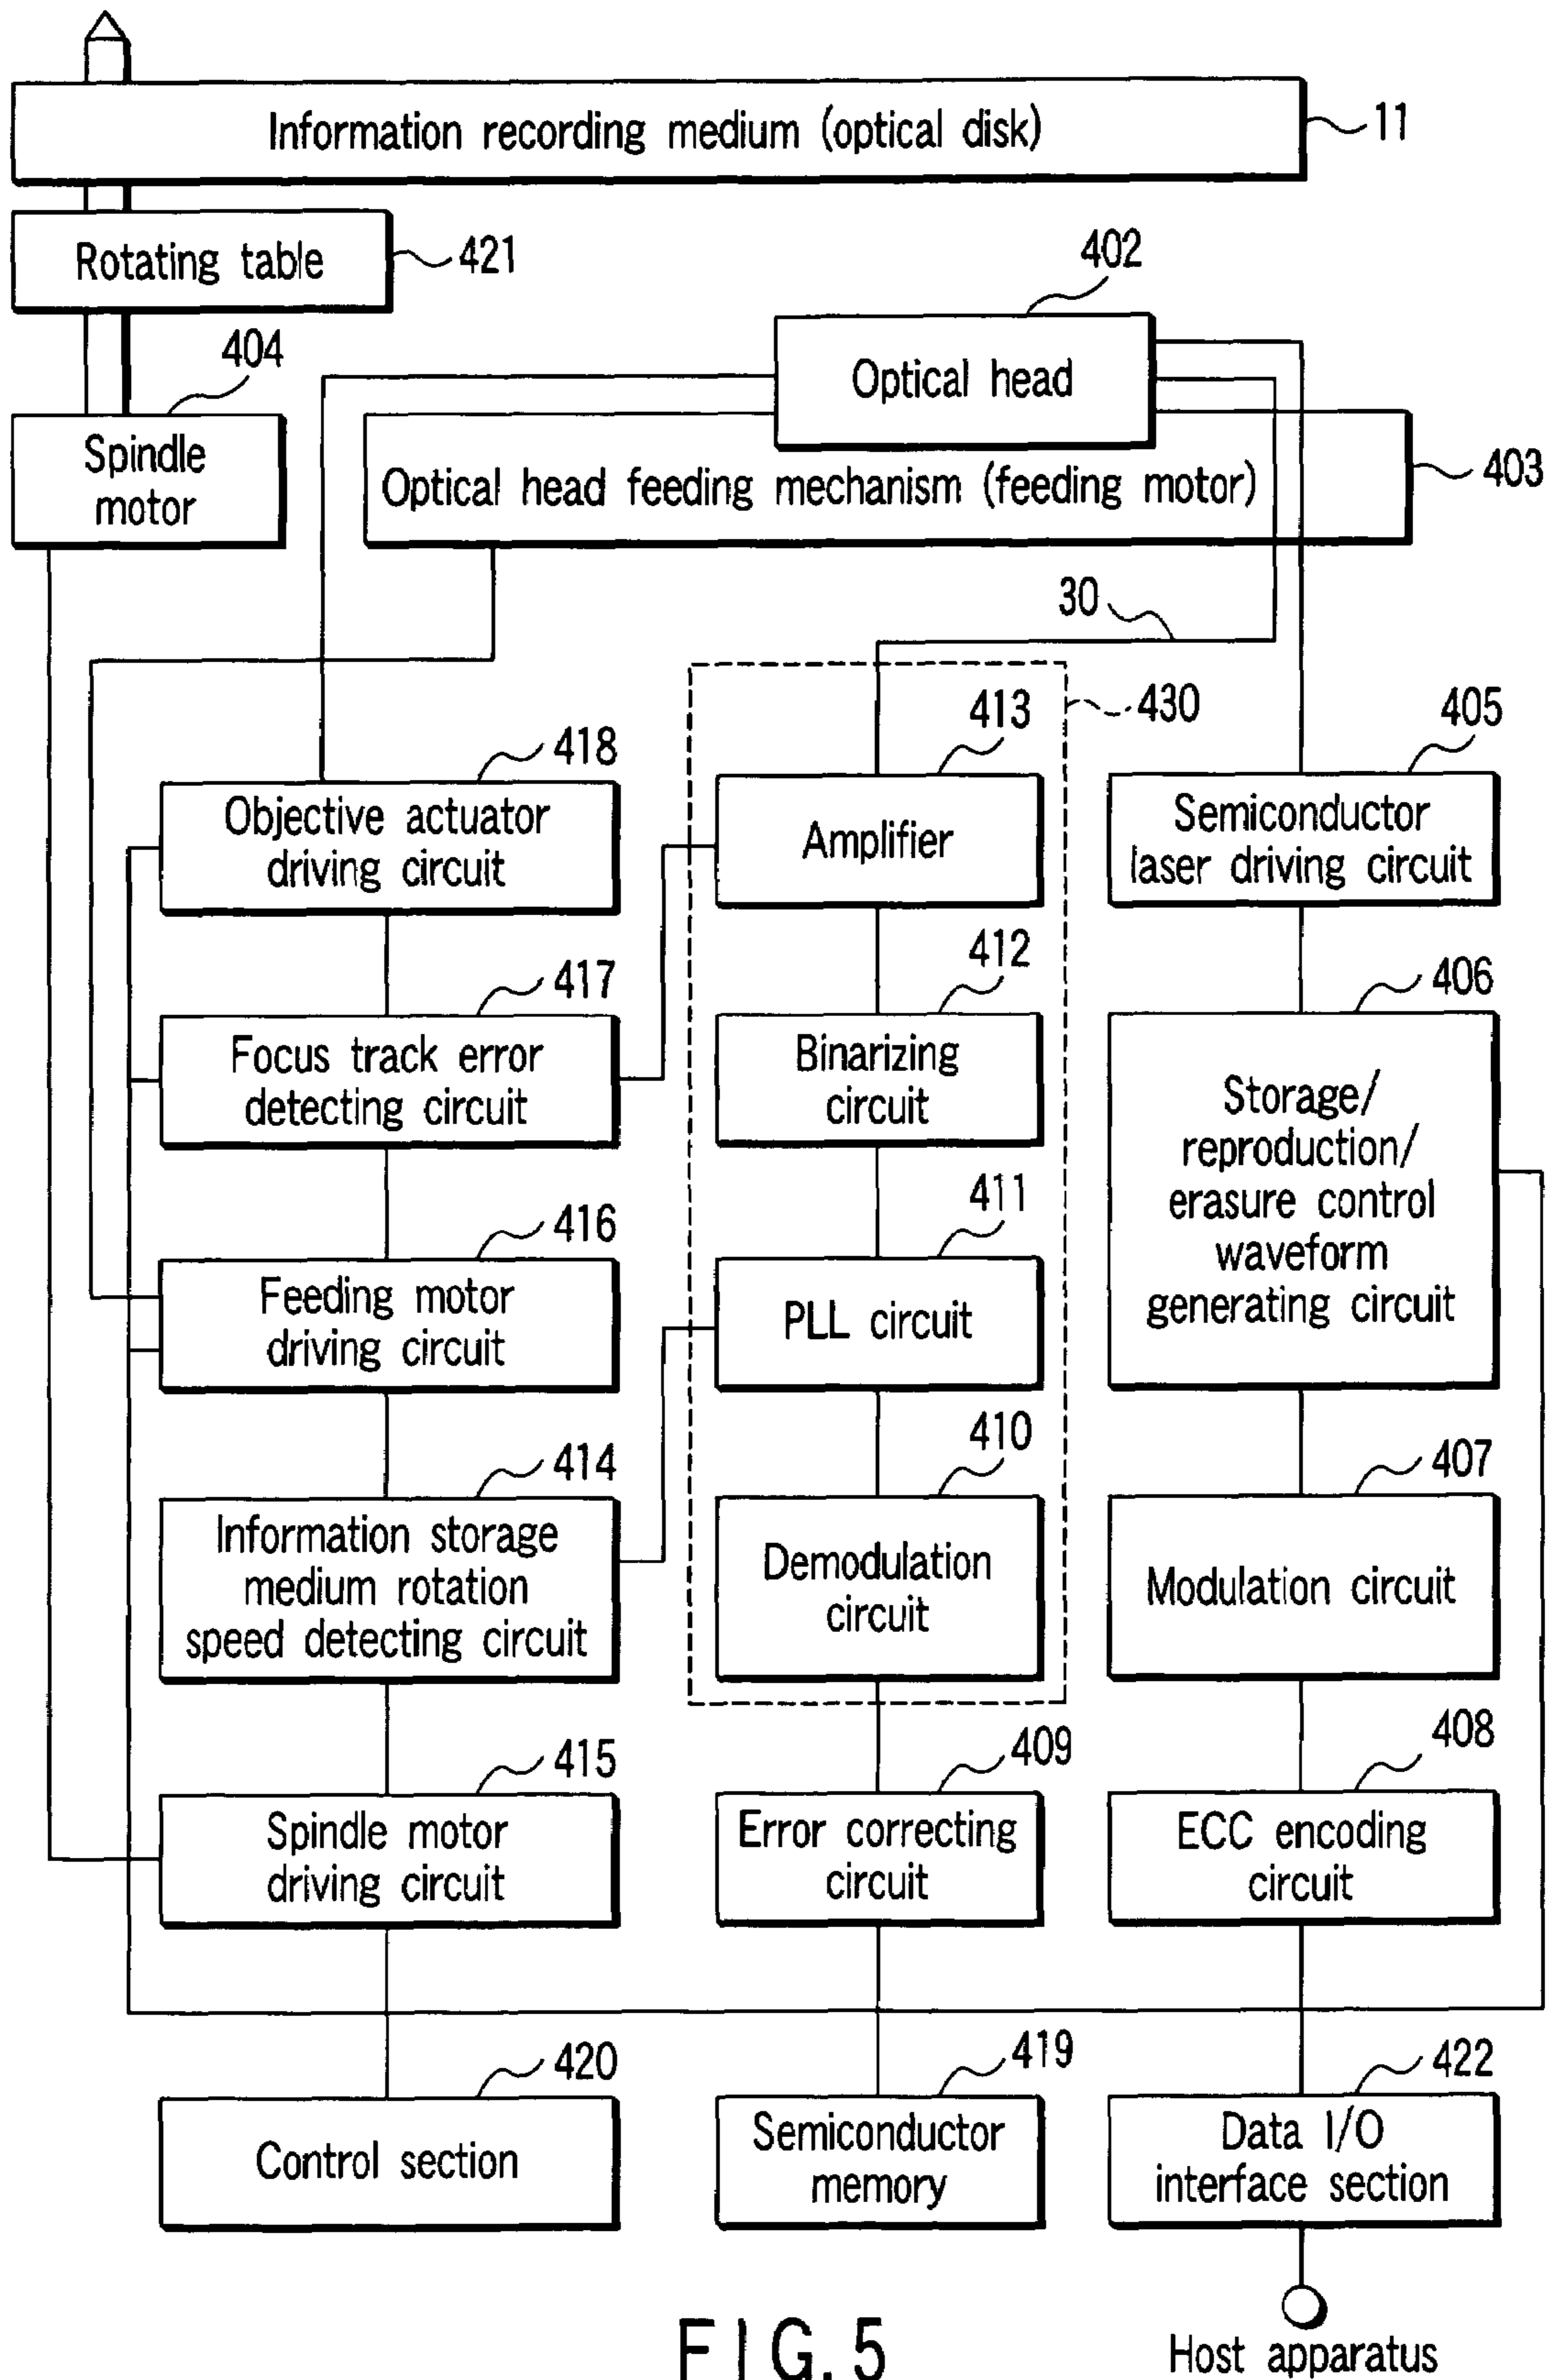 Information recording medium (optical disk)
11
Rotating table
421
402
404
Optical head
Spindle
motor
Optical head feeding mechanism (feeding motor)
403
30
430
418
413
405
Objective actuator
driving circuit
Amplifier
Semiconductor
laser driving circuit
417
412
406
Focus track error
detecting circuit
Binarizing
circuit
Storage/
reproduction/
erasure control
waveform
generating circuit
416
411
Feeding motor
driving circuit
PLL circuit
414
410
407
Information storage
medium rotation
speed detecting circuit
Demodulation
circuit
Modulation circuit
415
409
408
Spindle motor
driving circuit
Error correcting
circuit
ECC encoding
circuit
420
419
422
Control section
Semiconductor
memory
Data I/O
interface section
Host apparatus
FIG. 5